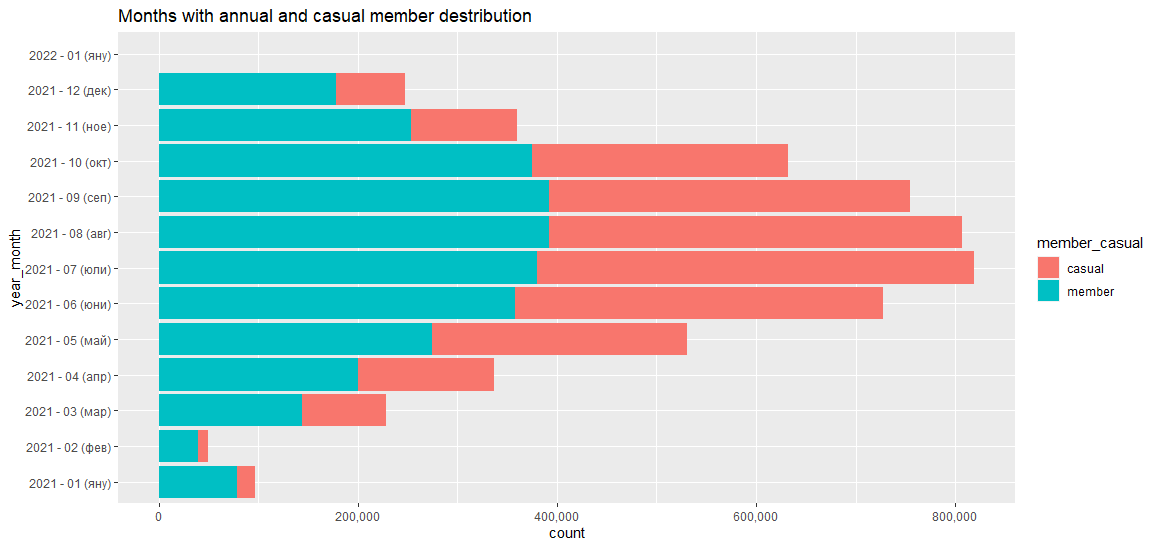 Months with annual and casual member destribution
2022 - 01 (яну)
2021 - 12 (дек)
2021 - 11 (ное)
2021 - 10 (окт)
2021 - 09 (сеп)
2021 - 08 (авг)
2021 - 07 (юли)
2021 - 06 (юни)
2021 - 05 (май)
2021 - 04 (апр)
2021 - 03 (мар)
2021 - 02 (фев)
2021 - 01 (яну)
year_month
0 200,000 400,000 600,000 800,000
count
member_casual
casual
member